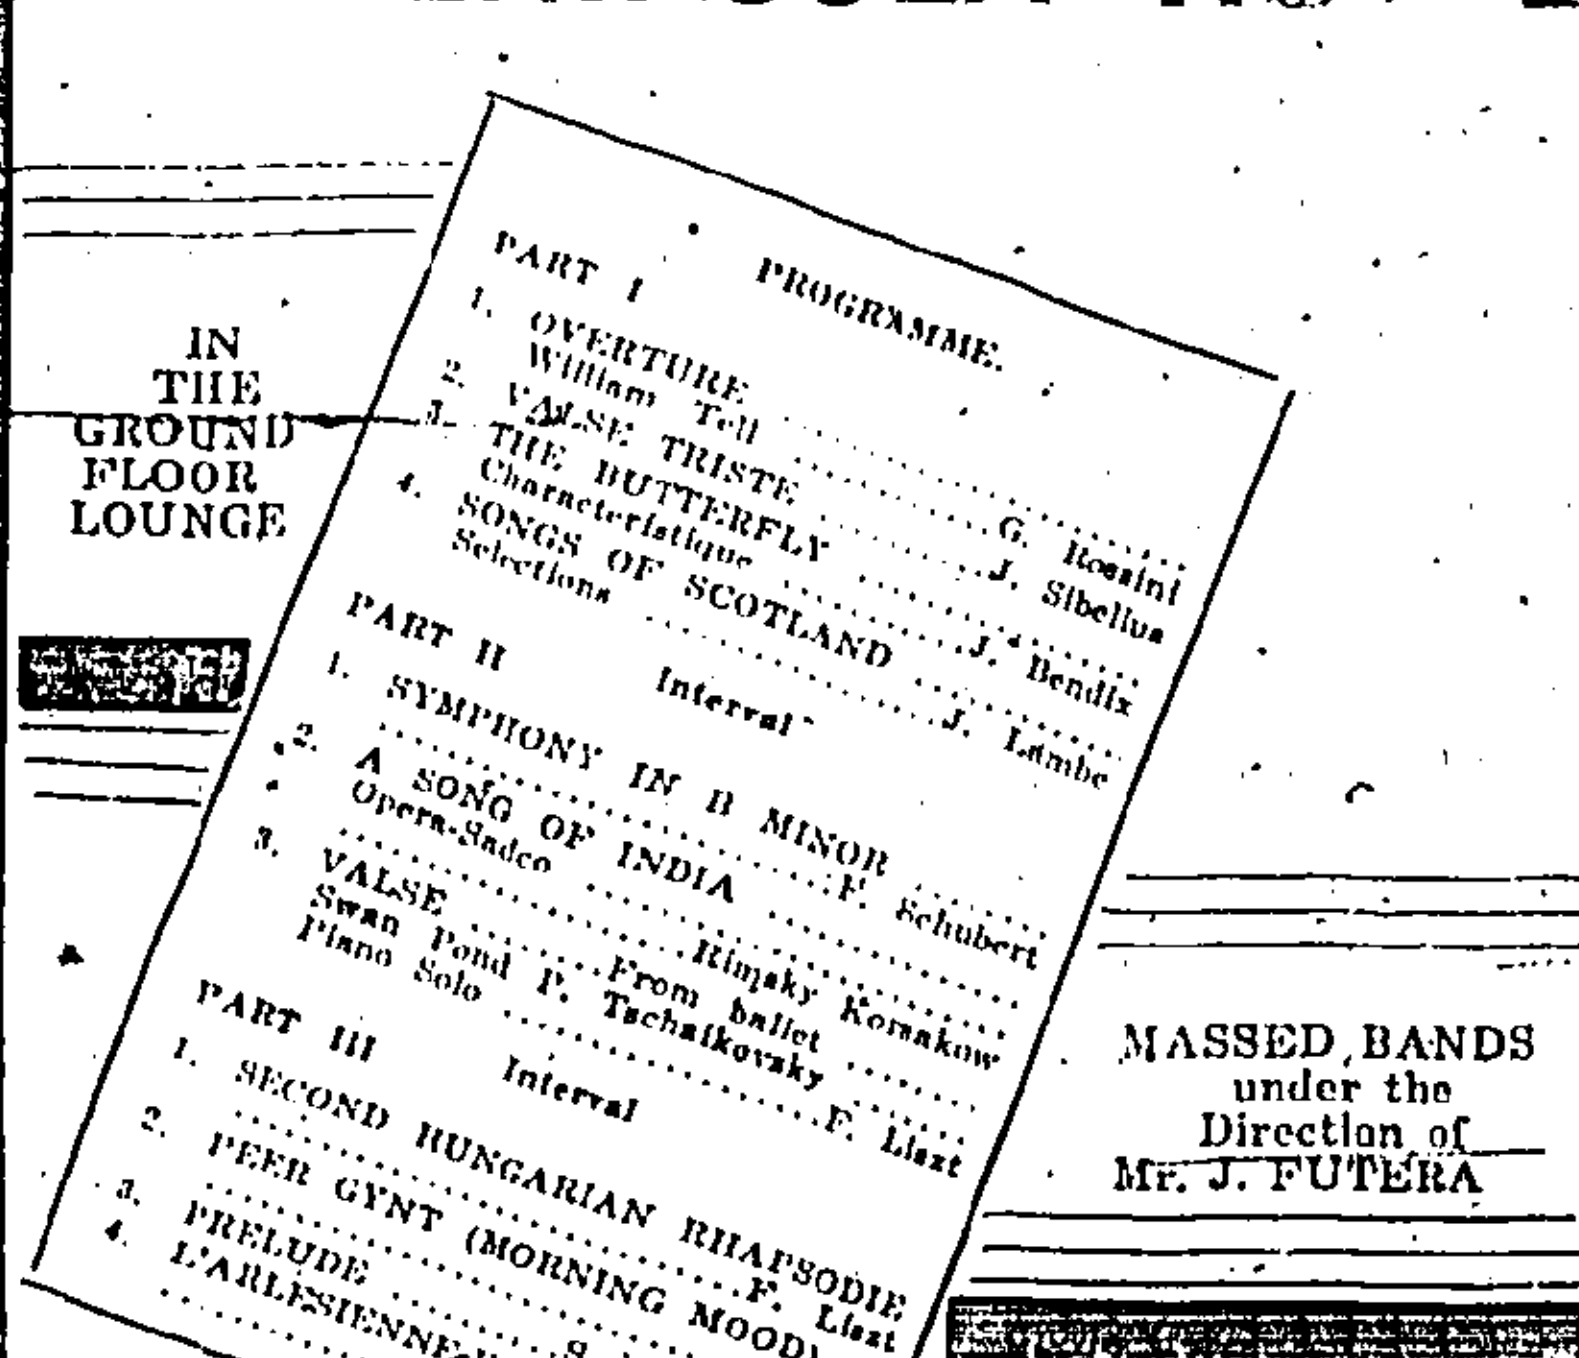 IN
THE
GROUND
FLOOR
LOUNGE
PROGRAMME.
PART I
1. OVERTURE ..........
William Tell ..........G. Rossini
2. VALSE TRISTE ..........J. Sibelius
3. THE BUTTERFLY ..........
Characteristique ..........J. Bendix
4. SONGS OF SCOTLAND ..........
Selections ..........J. Lambe
Interval
PART II
1. SYMPHONY IN B MINOR ..........
..........F. Schubert
2. A SONG OF INDIA ..........
Opera-Sadco ..........
..........Rimsky Korsakow
3. VALSE ..........From ballet ..........
Swan Pond P. Tschaikovsky ..........
Piano Solo ..........F. Liszt
Interval
PART III
1. SECOND HUNGARIAN RHAPSODIE
..........F. Liszt
2. PEER GYNT (MORNING MOOD)
3. PRELUDE ..........
4. L'ARLESIENNE
MASSED BANDS
under the
Direction of
Mr. J. FUTERA